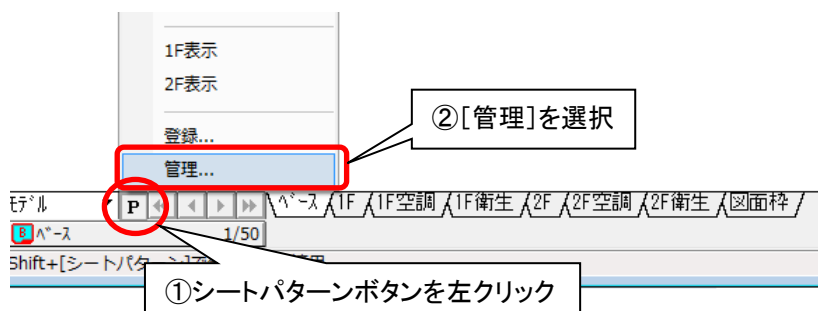 1F表示
2F表示
登録...
管理...
②[管理]を選択
ﾓﾃﾞﾙ P ﾍﾞｰｽ 1F 1F空調 1F衛生 2F 2F空調 2F衛生 図面枠
B ﾍﾞｰｽ 1/50
Shift+[シートパターン]で
①シートパターンボタンを左クリック